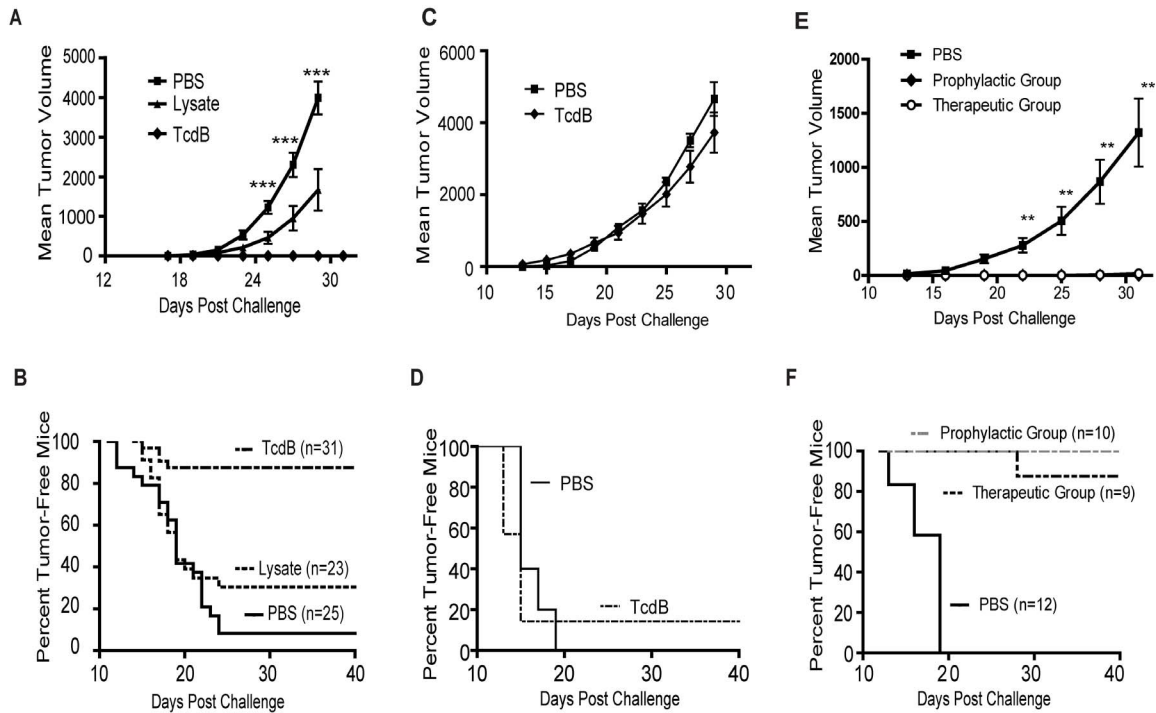 A
5000
4000
3000
2000
1000
0
Mean Tumor Volume
PBS
Lysate
TcdB
***
***
***
12
18
24
30
Days Post Challenge
C
6000
4000
2000
0
Mean Tumor Volume
PBS
TcdB
10
15
20
25
30
Days Post Challenge
E
2000
1500
1000
500
0
Mean Tumor Volume
PBS
Prophylactic Group
Therapeutic Group
**
**
**
**
10
15
20
25
30
Days Post Challenge
B
100
80
60
40
20
0
Percent Tumor-Free Mice
TcdB (n=31)
Lysate (n=23)
PBS (n=25)
10
20
30
40
Days Post Challenge
D
100
80
60
40
20
0
Percent Tumor-Free Mice
PBS
TcdB
10
20
30
40
Days Post Challenge
F
100
80
60
40
20
0
Percent Tumor-Free Mice
Prophylactic Group (n=10)
Therapeutic Group (n=9)
PBS (n=12)
10
20
30
40
Days Post Challenge